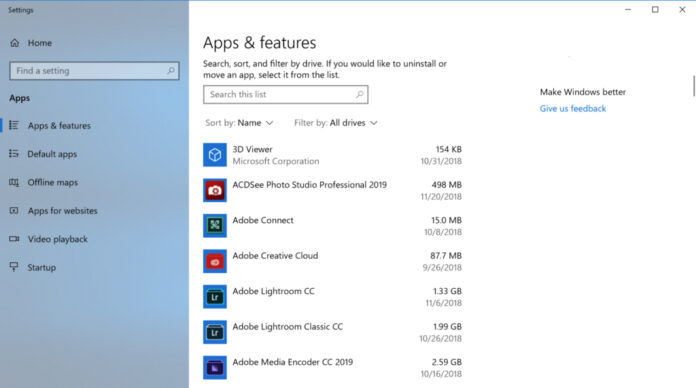 Settings
Home
Find a setting
Apps
Apps & features
Default apps
Offline maps
Apps for websites
Video playback
Startup
Apps & features
Search, sort, and filter by drive. If you would like to uninstall or
move an app, select it from the list.
Search this list
Sort by: Name
Filter by: All drives
3D Viewer
154 KB
Microsoft Corporation
10/31/2018
ACDSee Photo Studio Professional 2019
498 MB
11/20/2018
Adobe Connect
15.0 MB
10/8/2018
Adobe Creative Cloud
87.7 MB
9/26/2018
Lr
Adobe Lightroom CC
1.33 GB
11/6/2018
Lr
Adobe Lightroom Classic CC
1.99 GB
10/26/2018
Adobe Media Encoder CC 2019
2.59 GB
10/16/2018
Make Windows better
Give us feedback